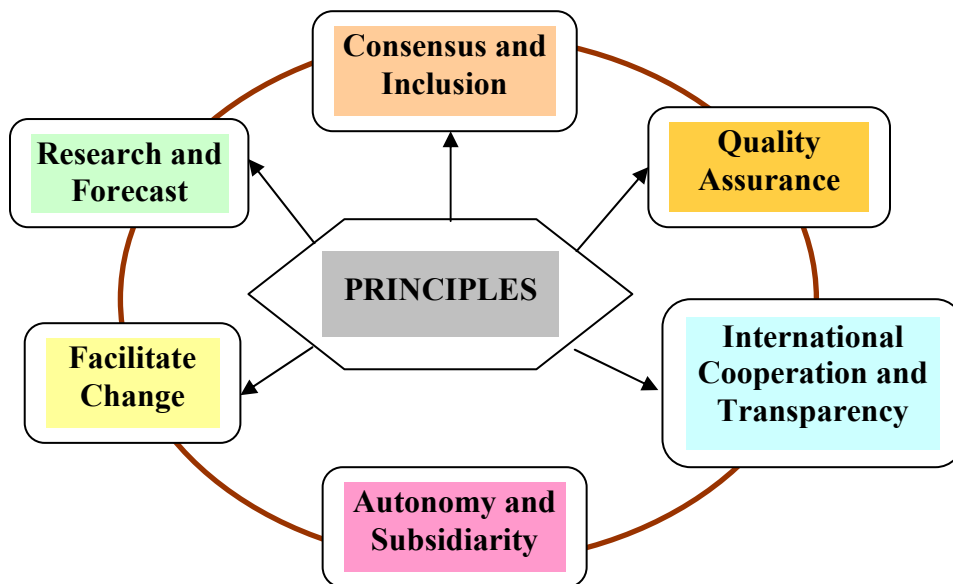 Consensus and
Inclusion
Quality
Assurance
Research and
Forecast
PRINCIPLES
International
Cooperation and
Transparency
Facilitate
Change
Autonomy and
Subsidiarity